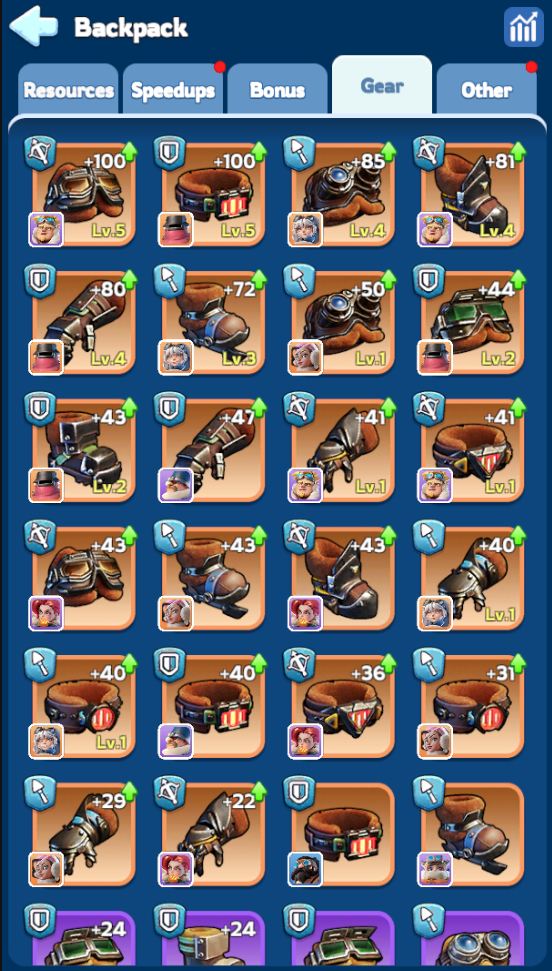 Backpack
Resources Speedups Bonus Gear Other
+100 +100 +85 +81
Lv.5 Lv.5 Lv.4 Lv.4
+80 +72 +50 +44
Lv.4 Lv.3 Lv.1 Lv.2
+43 +47 +41 +41
Lv.2 Lv.1 Lv.1
+43 +43 +43 +40
Lv.1
+40 +40 +36 +31
Lv.1
+29 +22
+24 +24